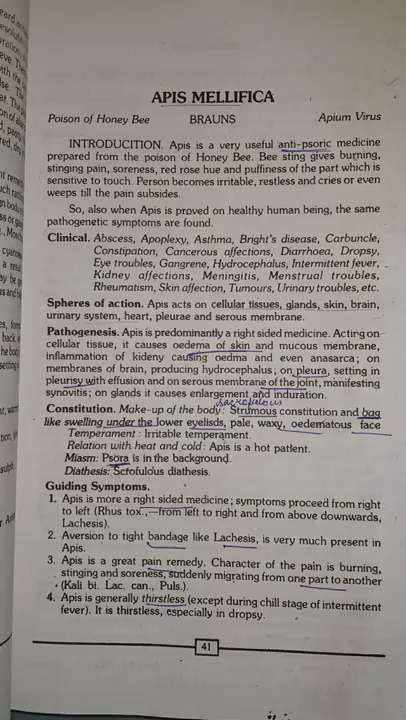 APIS MELLIFICA
Poison of Honey Bee BRAUNS Apium Virus
INTRODUCITION. Apis is a very useful anti-psoric medicine
prepared from the poison of Honey Bee. Bee sting gives burning,
stinging pain, soreness, red rose hue and puffiness of the part which is
sensitive to touch. Person becomes irritable, restless and cries or even
weeps till the pain subsides.
So, also when Apis is proved on healthy human being, the same
pathogenetic symptoms are found.
Clinical. Abscess, Apoplexy, Asthma, Bright's disease, Carbuncle,
Constipation, Cancerous affections, Diarrhoea, Dropsy,
Eye troubles, Gangrene, Hydrocephalus, Intermittent fever,
Kidney affections, Meningitis, Menstrual troubles,
Rheumatism, Skin affection, Tumours, Urinary troubles, etc.
Spheres of action. Apis acts on cellular tissues, glands, skin, brain,
urinary system, heart, pleurae and serous membrane.
Pathogenesis. Apis is predominantly a right sided medicine. Acting on
cellular tissue, it causes oedema of skin and mucous membrane,
inflammation of kideny causing oedma and even anasarca; on
membranes of brain, producing hydrocephalus; on pleura, setting in
pleurisy with effusion and on serous membrane of the joint, manifesting
synovitis; on glands it causes enlargement and induration.
Constitution. Make-up of the body: Strumous constitution and bag
like swelling under the lower eyelisds, pale, waxy, oedematous face
Temperament : Irritable temperament.
Relation with heat and cold: Apis is a hot patient.
Miasm: Psora is in the background.
Diathesis: Scrofulous diathesis.
Guiding Symptoms.
1. Apis is more a right sided medicine; symptoms proceed from right
to left (Rhus tox.,—from left to right and from above downwards,
Lachesis).
2. Aversion to tight bandage like Lachesis, is very much present in
Apis.
3. Apis is a great pain remedy. Character of the pain is burning,
stinging and soreness, suddenly migrating from one part to another
(Kali bi. Lac. can., Puls.).
4. Apis is generally thirstless (except during chill stage of intermittent
fever). It is thirstless, especially in dropsy.
41